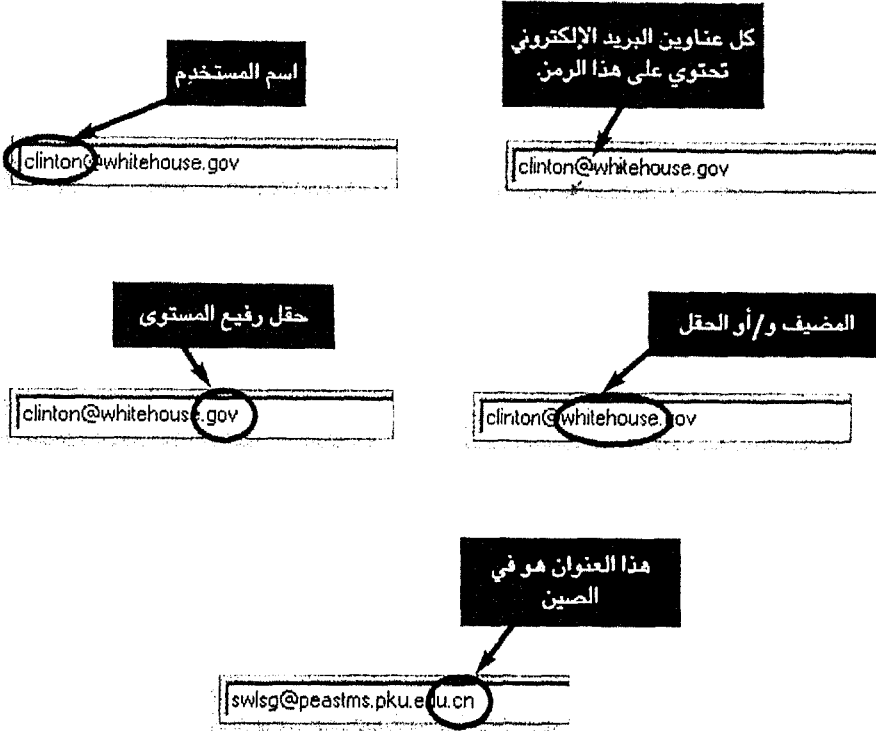 كل عناوين البريد الإلكتروني
تحتوي على هذا الرمز.
clinton@whitehouse.gov
اسم المستخدم
clinton@whitehouse.gov
المضيف و/أو الحقل
clinton@whitehouse.gov
حقل رفيع المستوى
clinton@whitehouse.gov
هذا العنوان هو في
الصين
swlsg@peastms.pku.edu.cn